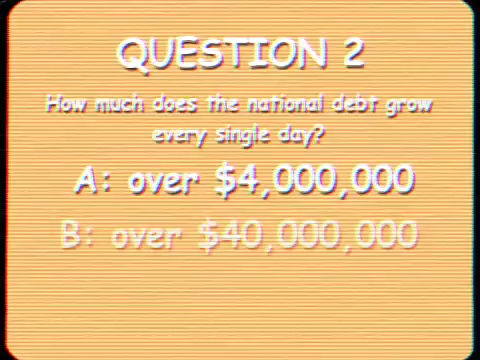 QUESTION 2
How much does the national debt grow
every single day?
A: over $4,000,000
B: over $40,000,000